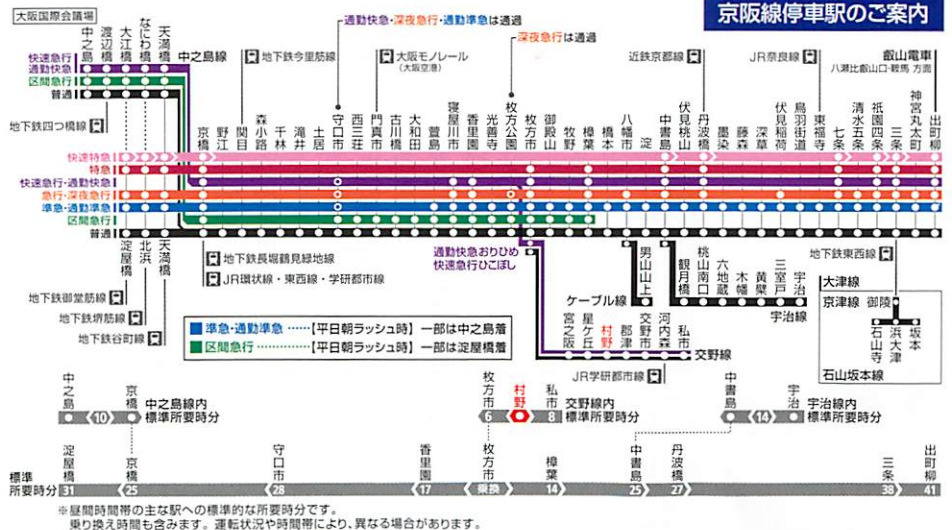 京阪線停車駅のご案内
大阪国際会議場
通勤快急・深夜急行・通勤準急は通過
深夜急行は通過
中之島
渡辺橋
大江橋
なにわ橋
天満橋
中之島線
快速急行
通勤快急
区間急行
普通
地下鉄四つ橋線
地下鉄今里筋線
大阪モノレール
(大阪空港)
近鉄京都線
JR奈良線
叡山電車
八瀬比叡山口・鞍馬 方面
京橋
野江
関目
森小路
千林
滝井
土居
守口市
西三荘
門真市
古川橋
大和田
萱島
寝屋川市
香里園
光善寺
枚方公園
枚方市
御殿山
牧野
樟葉
橋本
八幡市
淀
中書島
伏見桃山
丹波橋
墨染
藤森
深草
伏見稲荷
鳥羽街道
東福寺
七条
清水五条
祇園四条
三条
神宮丸太町
出町柳
快速特急
特急
快速急行・通勤快急
急行・深夜急行
準急・通勤準急
区間急行
普通
淀屋橋
北浜
天満橋
地下鉄御堂筋線
地下鉄堺筋線
地下鉄谷町線
地下鉄長堀鶴見緑地線
JR環状線・東西線・学研都市線
準急・通勤準急 ……【平日朝ラッシュ時】 一部は中之島着
区間急行 ……………【平日朝ラッシュ時】 一部は淀屋橋着
通勤快急おりひめ
快速急行ひこぼし
宮之阪
星ケ丘
村野
郡津
交野市
河内森
私市
交野線
JR学研都市線
男山山上
ケーブル線
観月橋
桃山南口
六地蔵
木幡
黄檗
三室戸
宇治
宇治線
地下鉄東西線
大津線
京津線
御陵
石山寺
浜大津
坂本
石山坂本線
中之島
10
京橋
中之島線内
標準所要時分
枚方市
6
村野
8
私市
交野線内
標準所要時分
中書島
14
宇治
宇治線内
標準所要時分
標準
所要時分
淀屋橋
31
京橋
25
守口市
28
香里園
17
枚方市
乗換
樟葉
14
中書島
25
丹波橋
27
三条
38
出町柳
41
※昼間時間帯の主な駅への標準的な所要時分です。
乗り換え時間も含みます。運転状況や時間帯により、異なる場合があります。